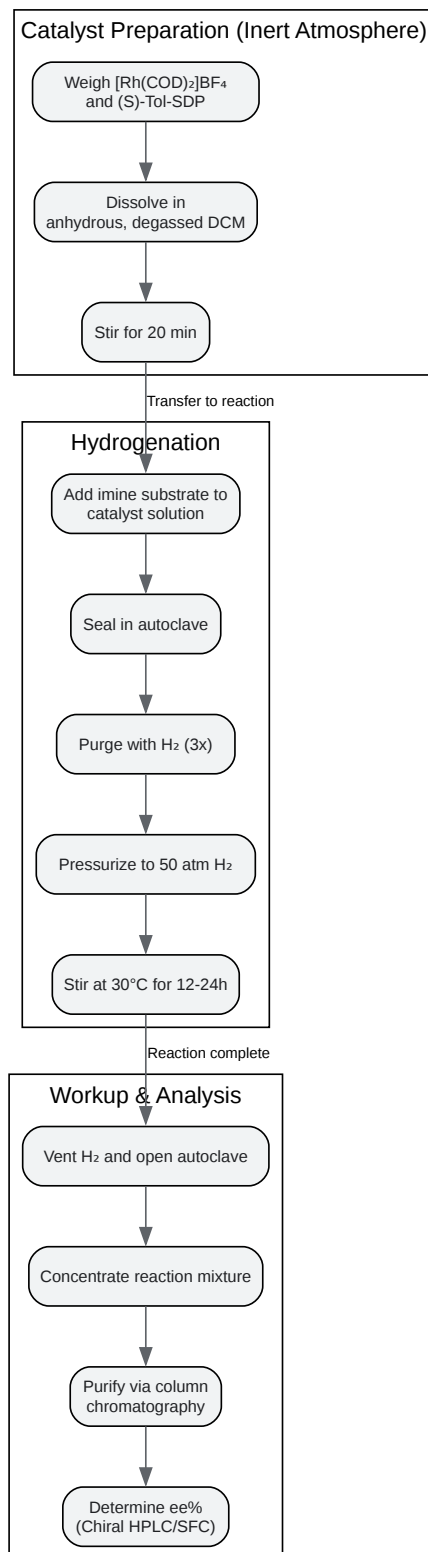 Catalyst Preparation (Inert Atmosphere)
Weigh [Rh(COD)₂]BF₄
and (S)-Tol-SDP
Dissolve in
anhydrous, degassed DCM
Stir for 20 min
Transfer to reaction
Hydrogenation
Add imine substrate to
catalyst solution
Seal in autoclave
Purge with H₂ (3x)
Pressurize to 50 atm H₂
Stir at 30°C for 12-24h
Reaction complete
Workup & Analysis
Vent H₂ and open autoclave
Concentrate reaction mixture
Purify via column
chromatography
Determine ee%
(Chiral HPLC/SFC)